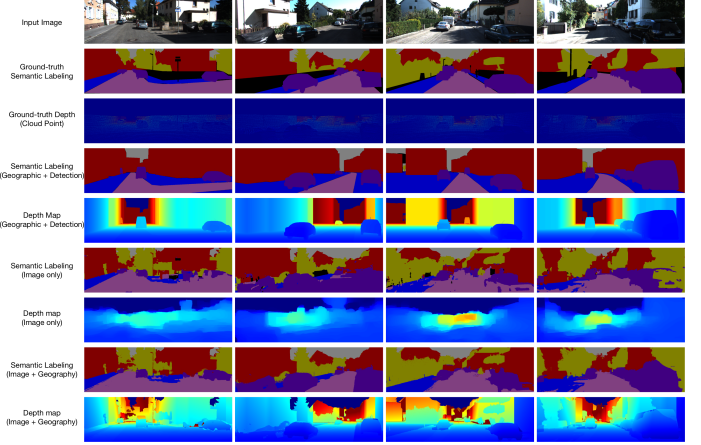 Input Image
Ground-truth
Semantic Labeling
Ground-truth Depth
(Cloud Point)
Semantic Labeling
(Geographic + Detection)
Depth Map
(Geographic + Detection)
Semantic Labeling
(Image only)
Depth map
(Image only)
Semantic Labeling
(Image + Geography)
Depth map
(Image + Geography)